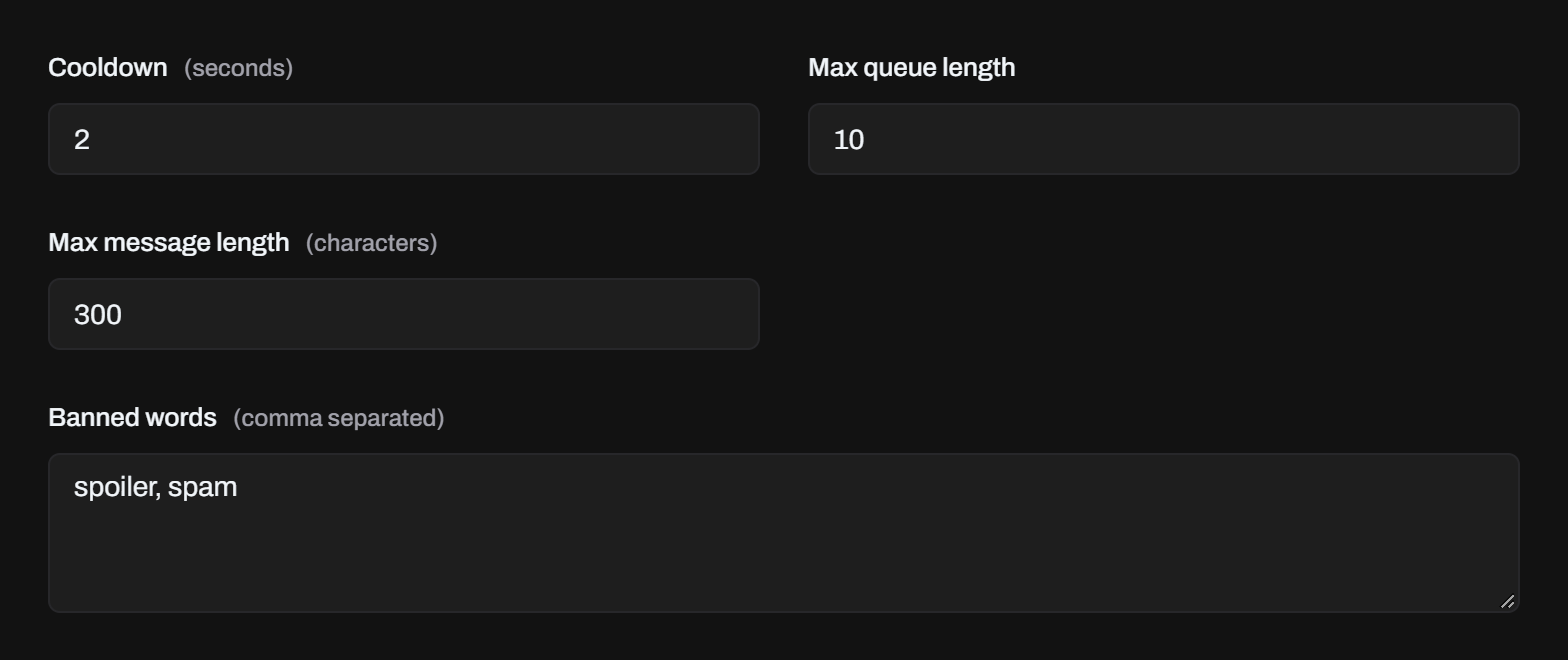 Cooldown (seconds)
Max queue length
2
10
Max message length (characters)
300
Banned words (comma separated)
spoiler, spam